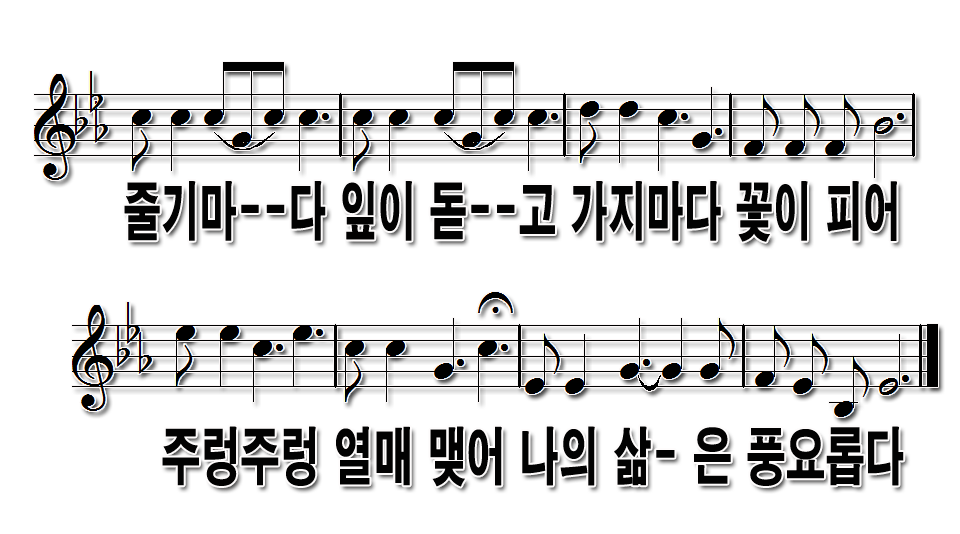 줄기마--다 잎이 돋--고 가지마다 꽃이 피어
주렁주렁 열매 맺어 나의 삶- 은 풍요롭다